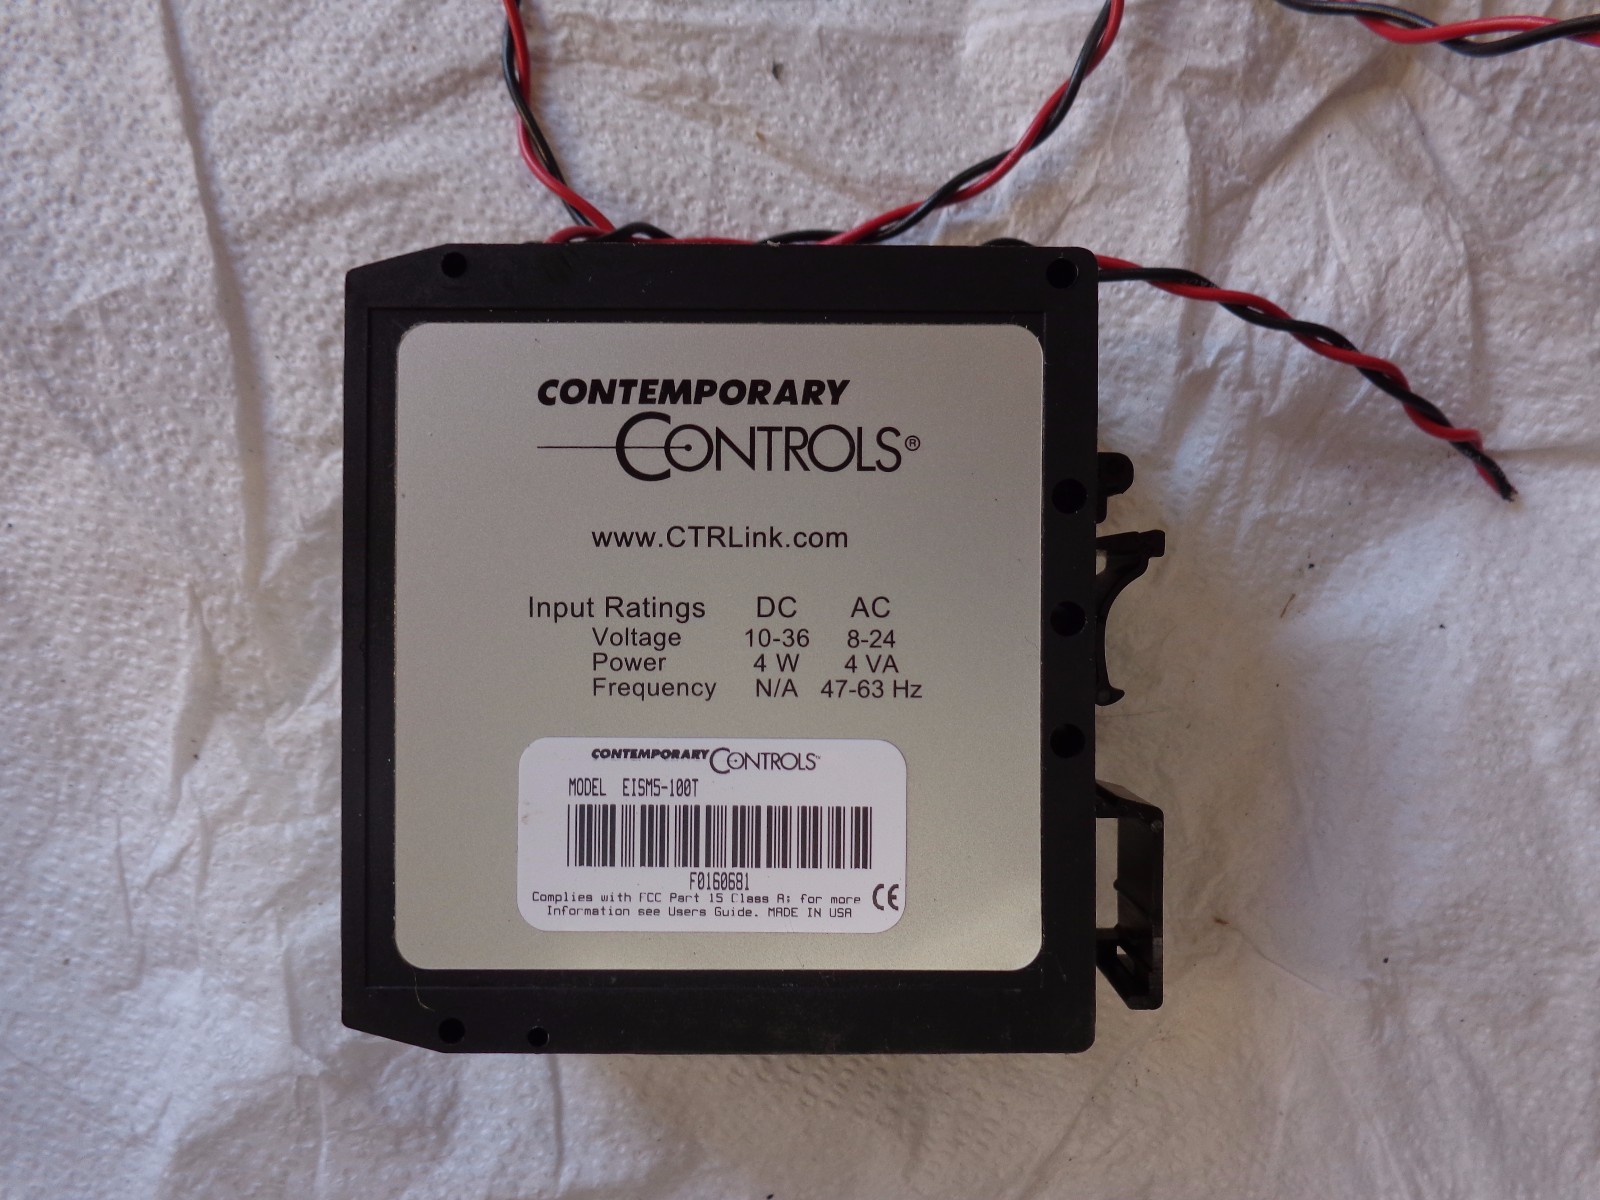 CONTEMPORARY
CONTROLS®
www.CTRLink.com
Input Ratings DC AC
Voltage 10-36 8-24
Power 4 W 4 VA
Frequency N/A 47-63 Hz
CONTEMPORARY CONTROLS™
MODEL EISM5-100T
F0160681
Complies with FCC Part 15 Class A; for more
Information see Users Guide. MADE IN USA
CE